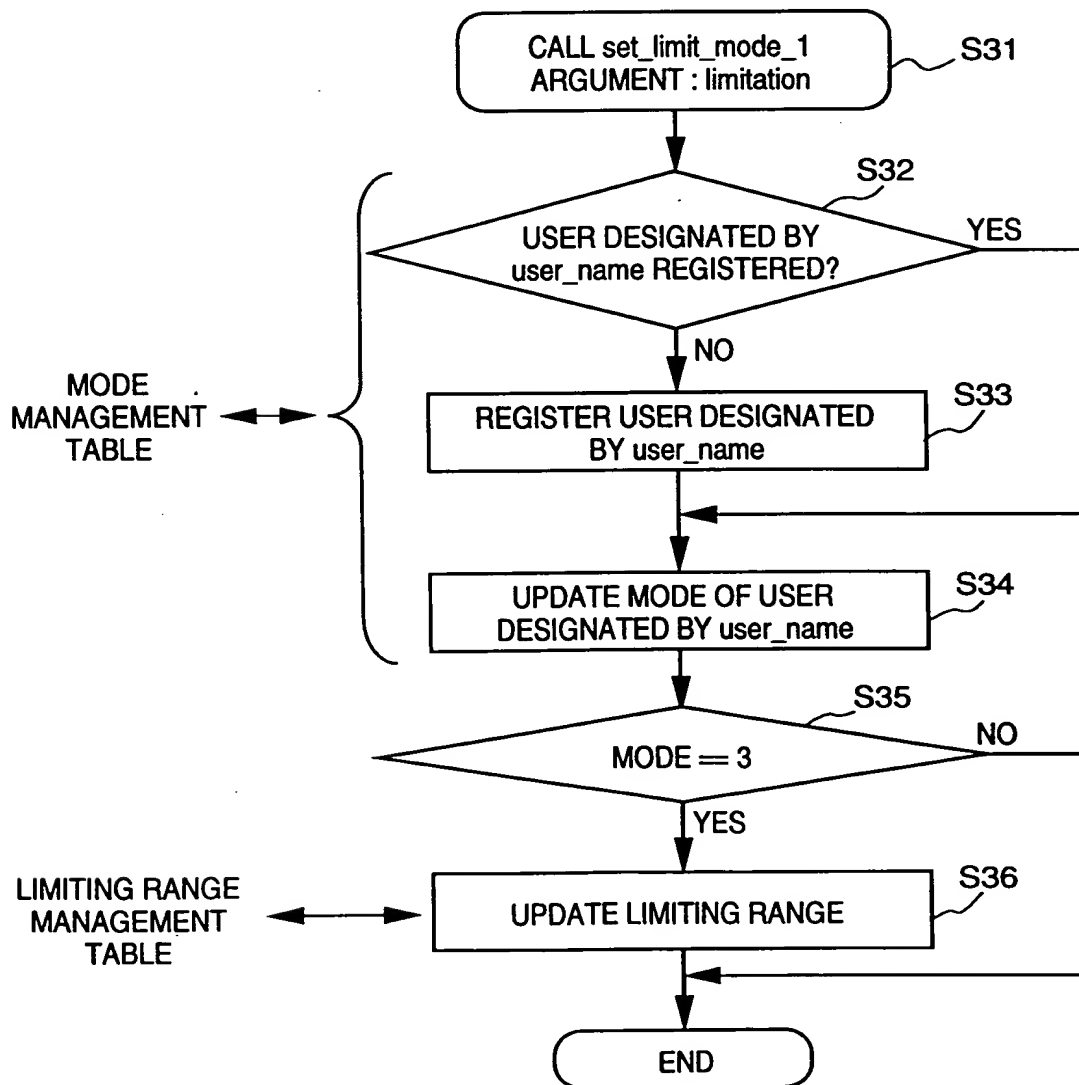 CALL set_limit_mode_1
ARGUMENT : limitation
S31
S32
USER DESIGNATED BY
user_name REGISTERED?
YES
NO
MODE
MANAGEMENT
TABLE
S33
REGISTER USER DESIGNATED
BY user_name
S34
UPDATE MODE OF USER
DESIGNATED BY user_name
S35
MODE == 3
NO
YES
LIMITING RANGE
MANAGEMENT
TABLE
S36
UPDATE LIMITING RANGE
END